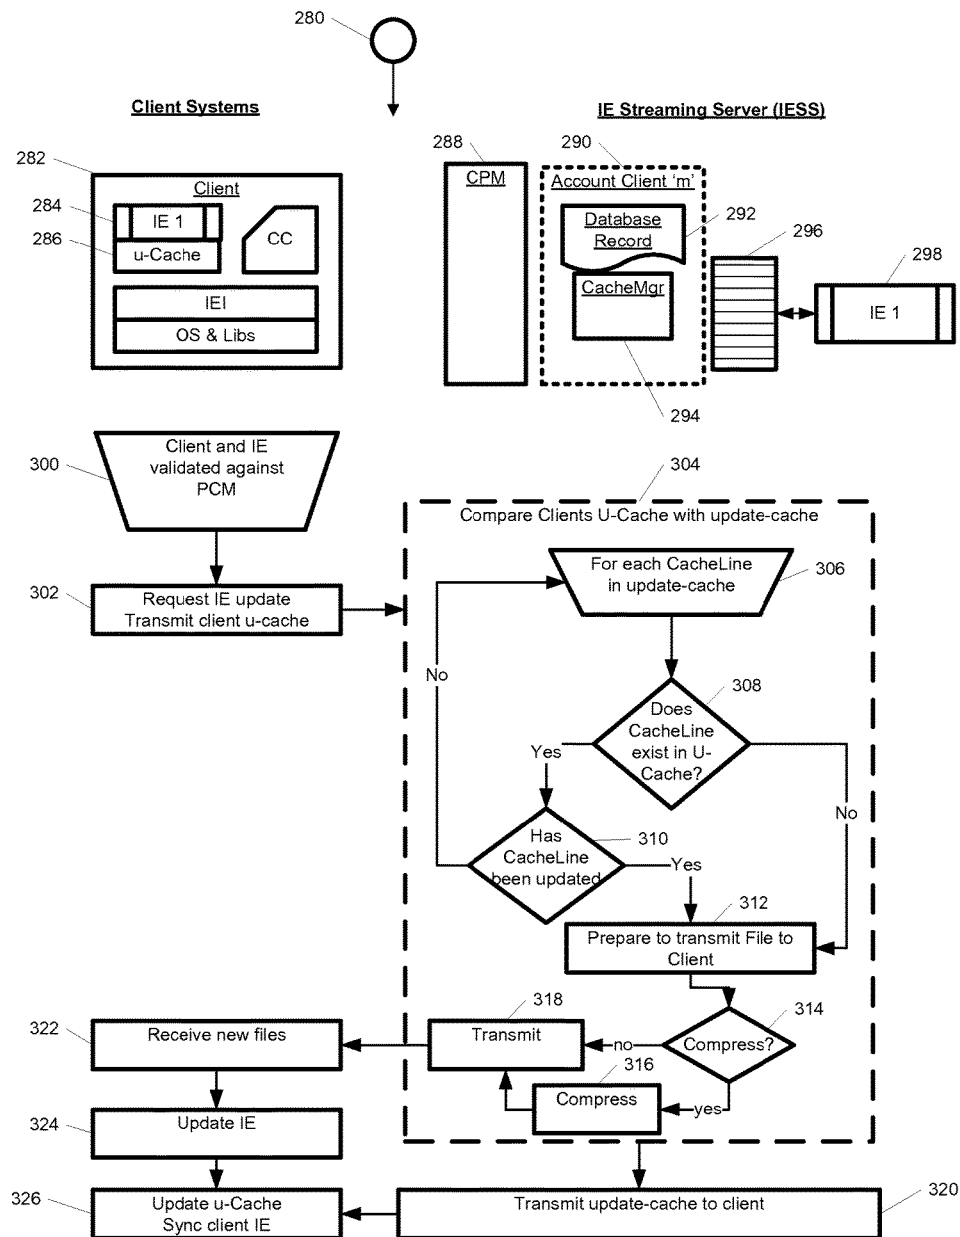 280
Client Systems
IE Streaming Server (IESS)
282
Client
284
IE 1
286
u-Cache
CC
IEI
OS & Libs
288
CPM
290
Account Client 'm'
Database
Record
292
CacheMgr
294
296
298
IE 1
300
Client and IE
validated against
PCM
302
Request IE update
Transmit client u-cache
304
Compare Clients U-Cache with update-cache
For each CacheLine
in update-cache
306
No
308
Does
CacheLine
exist in U-
Cache?
Yes
No
Has
CacheLine
been updated
310
Yes
312
Prepare to transmit File to
Client
314
Compress?
no
318
Transmit
316
Compress
yes
322
Receive new files
324
Update IE
326
Update u-Cache
Sync client IE
Transmit update-cache to client
320